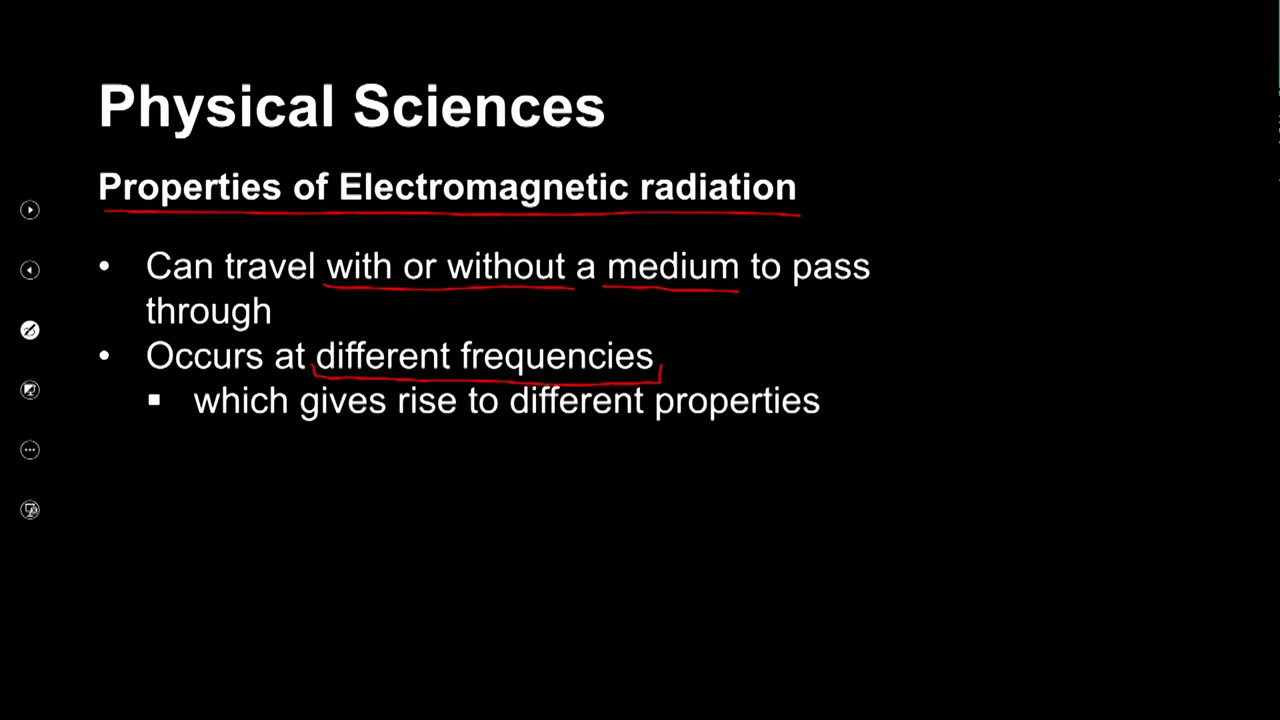 Physical Sciences
Properties of Electromagnetic radiation
• Can travel with or without a medium to pass
through
• Occurs at different frequencies
▪ which gives rise to different properties